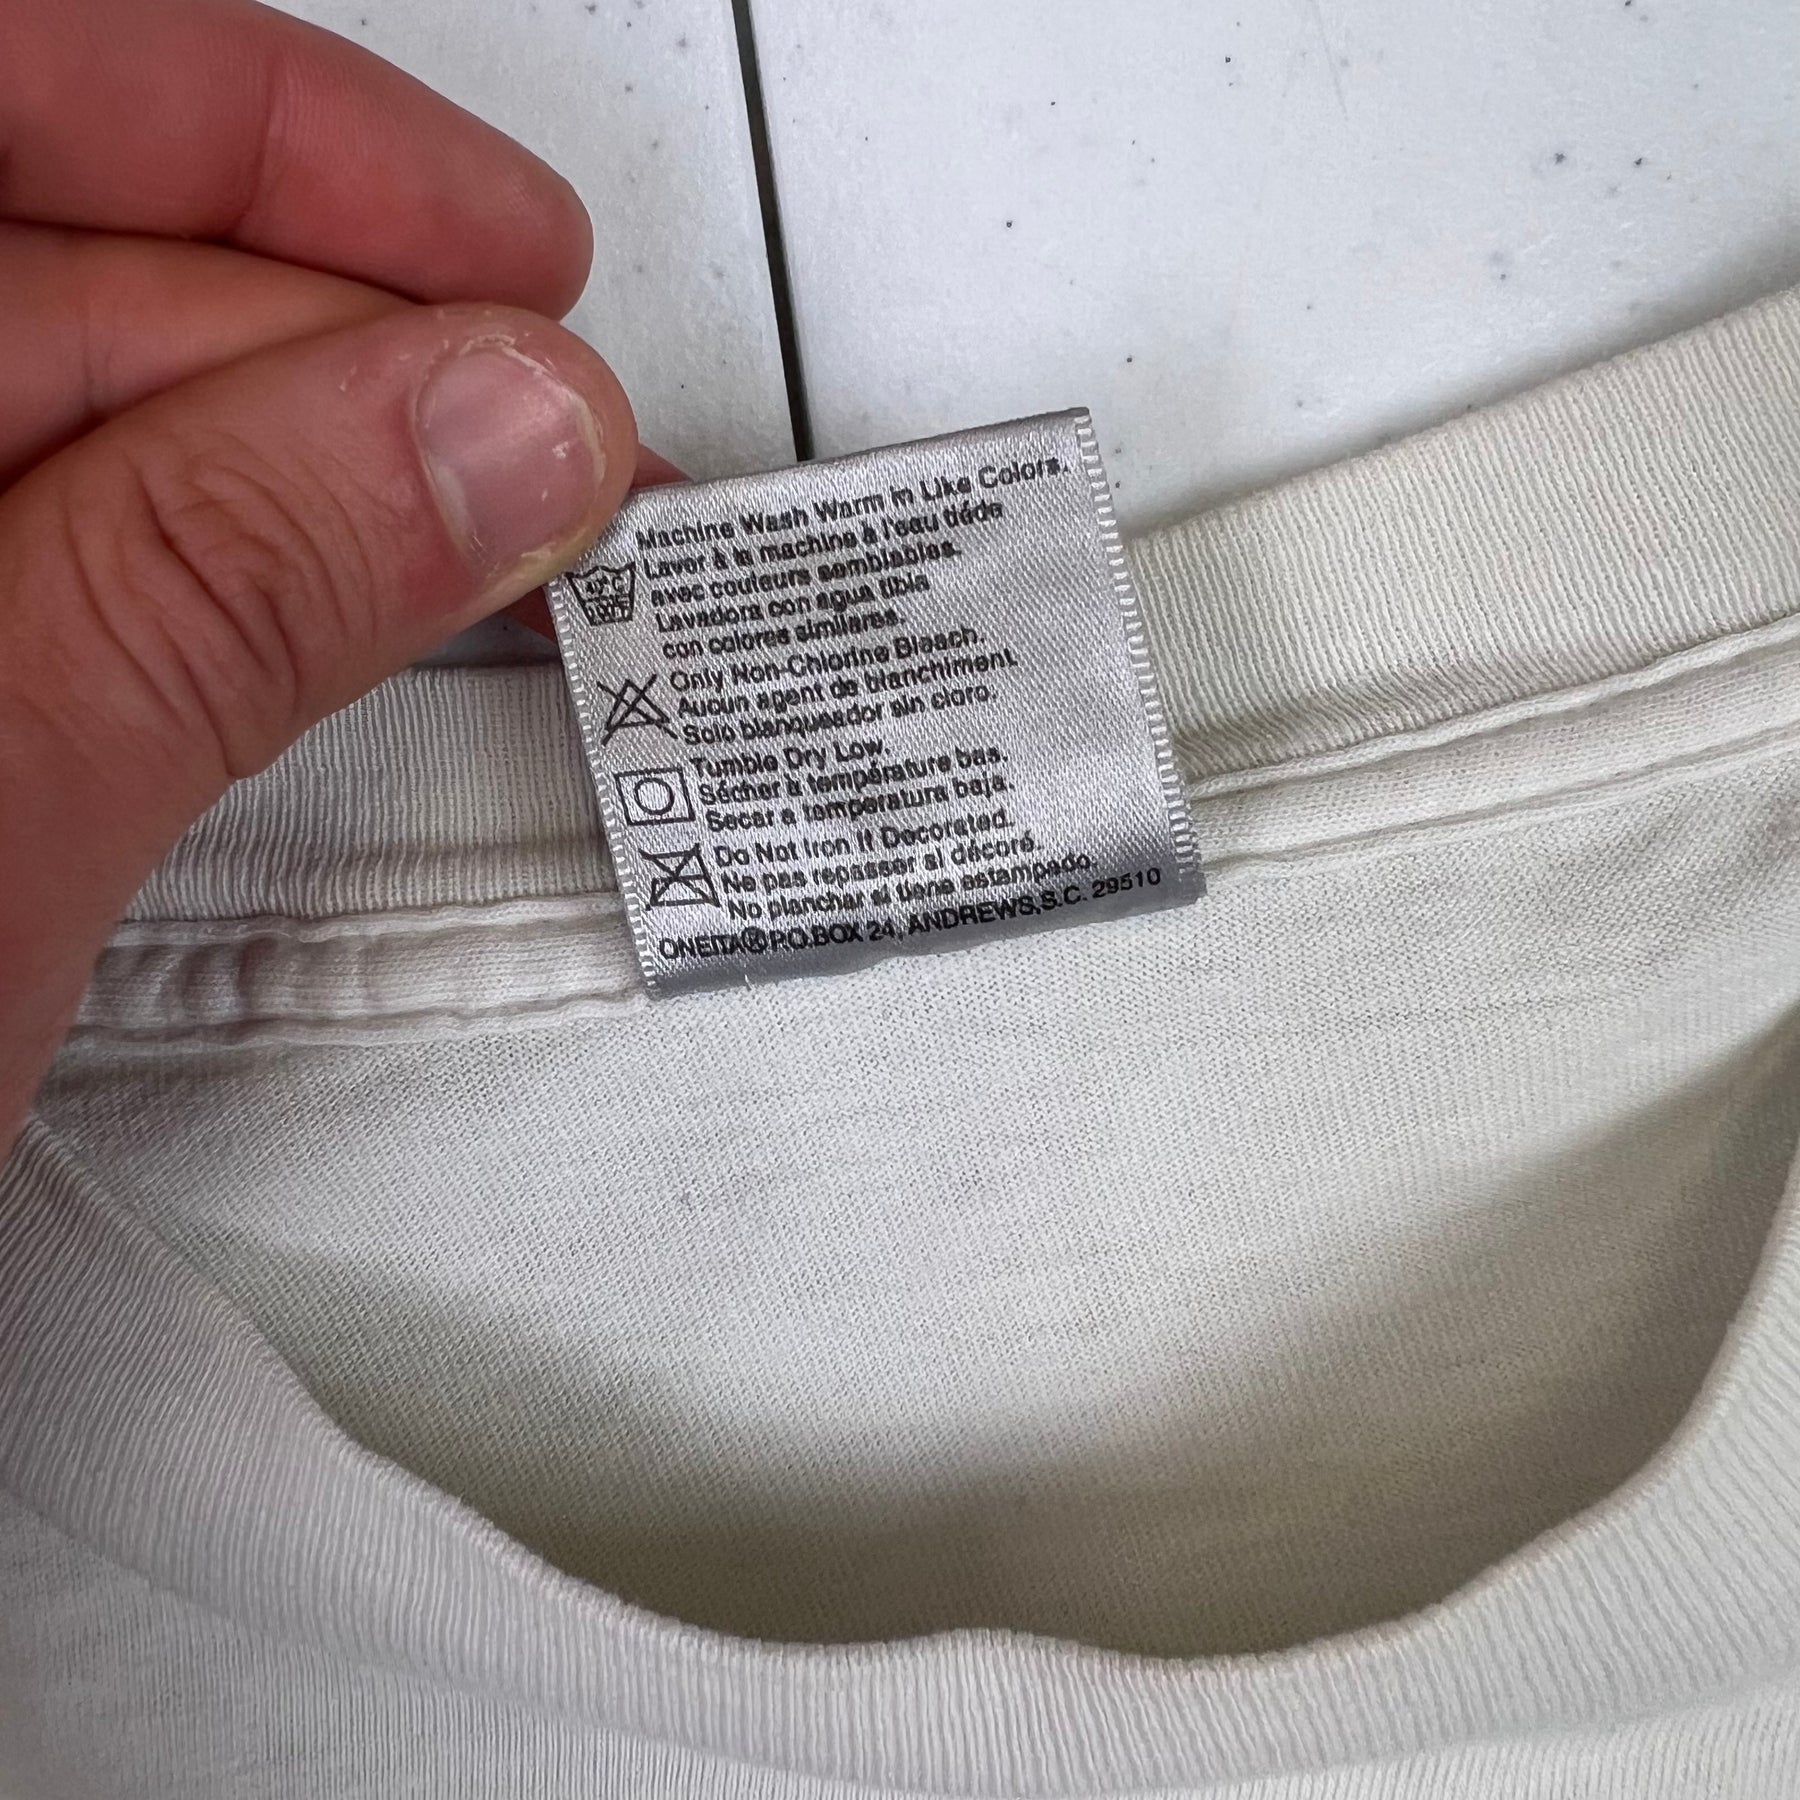 Machine Wash Warm in Like Colors.
Laver à la machine à l'eau tiéde
40°C
avec couleurs semblables.
Lavadora con agua tibia
con colores similares.
Only Non-Chlorine Bleach.
Aucun agent de blanchiment.
Solo blanqueador sin cloro.
Tumble Dry Low.
Sécher à température bas.
Secar a temperatura baja.
Do Not Iron If Decorated.
Ne pas repasser si décoré.
No planchar si tiene estampado.
ONEITA® P.O.BOX 24, ANDREWS,S.C. 29510